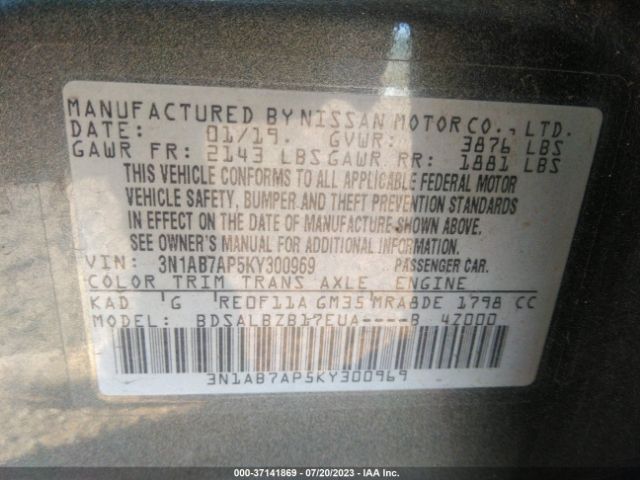 MANUFACTURED BY NISSAN MOTOR CO., LTD.
DATE: 01/19. GVWR: 3876 LBS
GAWR FR: 2143 LBS GAWR RR: 1881 LBS
THIS VEHICLE CONFORMS TO ALL APPLICABLE FEDERAL MOTOR
VEHICLE SAFETY, BUMPER AND THEFT PREVENTION STANDARDS
IN EFFECT ON THE DATE OF MANUFACTURE SHOWN ABOVE.
SEE OWNER'S MANUAL FOR ADDITIONAL INFORMATION.
VIN: 3N1AB7AP5KY300969 PASSENGER CAR.
COLOR TRIM TRANS AXLE ENGINE
KAD G RE0F11A GM35 MRA8DE 1798 CC
MODEL: BDSALBZB17EUA----B 4Z000
3N1AB7AP5KY300969
000-37141869 | 07/20/2023 | IAA Inc.